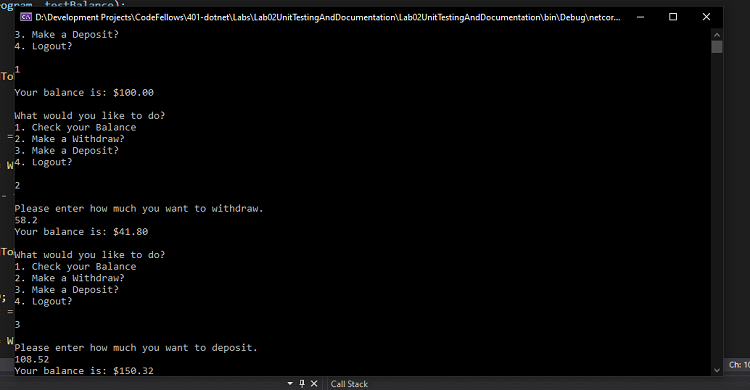 ogram, testBalance);
D:\Development Projects\CodeFellows\401-dotnet\Labs\Lab02UnitTestingAndDocumentation\Lab02UnitTestingAndDocumentation\bin\Debug\netcor...
3. Make a Deposit?
4. Logout?
1
Your balance is: $100.00
What would you like to do?
1. Check your Balance
2. Make a Withdraw?
3. Make a Deposit?
4. Logout?
2
Please enter how much you want to withdraw.
58.2
Your balance is: $41.80
What would you like to do?
1. Check your Balance
2. Make a Withdraw?
3. Make a Deposit?
4. Logout?
3
Please enter how much you want to deposit.
108.52
Your balance is: $150.32
Ch: 10
Call Stack